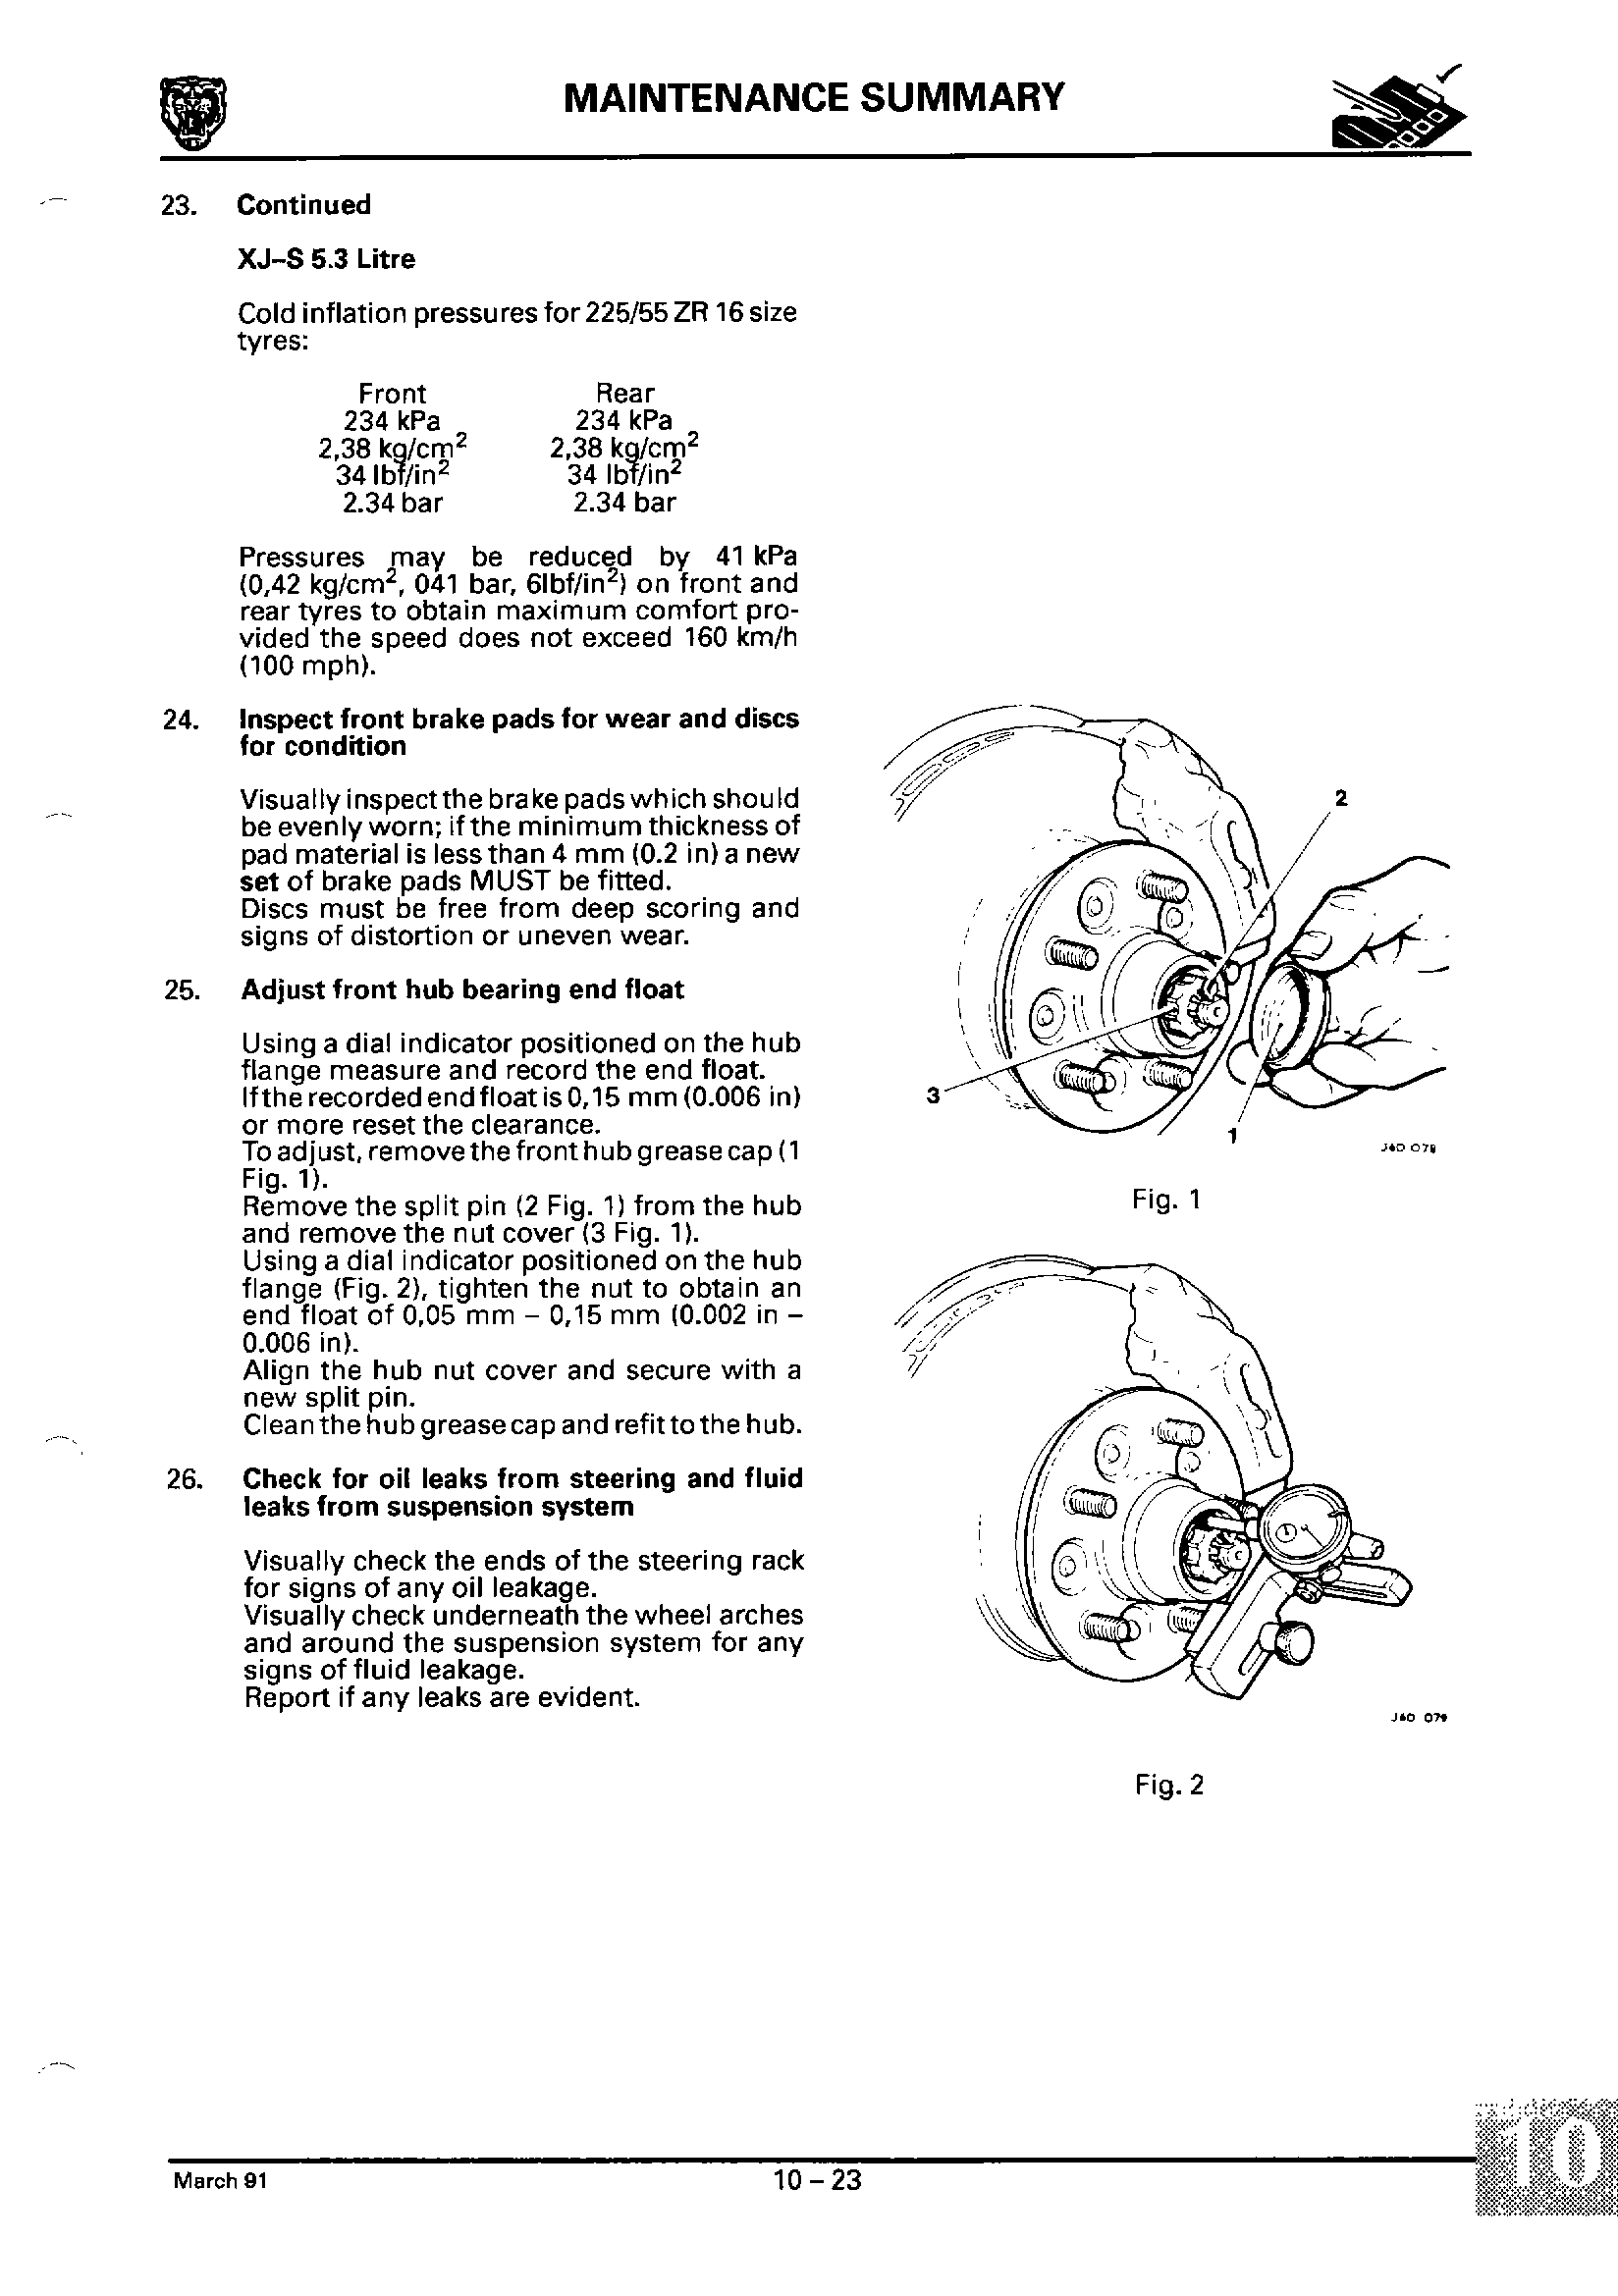 MAINTENANCE SUMMARY
23. Continued
XJ–S 5.3 Litre
Cold inflation pressures for 225/55 ZR 16 size
tyres:
Front Rear
234 kPa 234 kPa
2,38 kg/cm² 2,38 kg/cm²
34 lbf/in² 34 lbf/in²
2.34 bar 2.34 bar
Pressures may be reduced by 41 kPa
(0,42 kg/cm², 041 bar, 6lbf/in²) on front and
rear tyres to obtain maximum comfort pro-
vided the speed does not exceed 160 km/h
(100 mph).
24. Inspect front brake pads for wear and discs
for condition
Visually inspect the brake pads which should
be evenly worn; if the minimum thickness of
pad material is less than 4 mm (0.2 in) a new
set of brake pads MUST be fitted.
Discs must be free from deep scoring and
signs of distortion or uneven wear.
25. Adjust front hub bearing end float
Using a dial indicator positioned on the hub
flange measure and record the end float.
If the recorded end float is 0,15 mm (0.006 in)
or more reset the clearance.
To adjust, remove the front hub grease cap (1
Fig. 1).
Remove the split pin (2 Fig. 1) from the hub
and remove the nut cover (3 Fig. 1).
Using a dial indicator positioned on the hub
flange (Fig. 2), tighten the nut to obtain an
end float of 0,05 mm – 0,15 mm (0.002 in –
0.006 in).
Align the hub nut cover and secure with a
new split pin.
Clean the hub grease cap and refit to the hub.
26. Check for oil leaks from steering and fluid
leaks from suspension system
Visually check the ends of the steering rack
for signs of any oil leakage.
Visually check underneath the wheel arches
and around the suspension system for any
signs of fluid leakage.
Report if any leaks are evident.
2
3
1
J60 078
Fig. 1
J60 079
Fig. 2
10
March 91
10 – 23